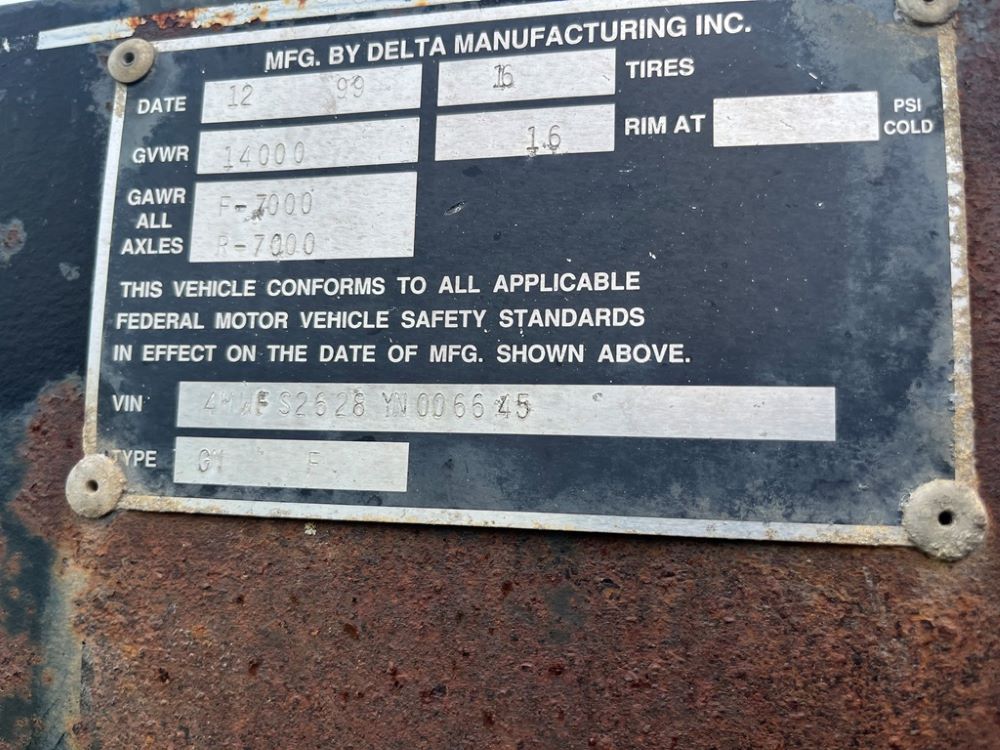 MFG. BY DELTA MANUFACTURING INC.
DATE 12 99 16 TIRES
GVWR 14000 16 RIM AT PSI COLD
GAWR ALL AXLES F-7000 R-7000
THIS VEHICLE CONFORMS TO ALL APPLICABLE
FEDERAL MOTOR VEHICLE SAFETY STANDARDS
IN EFFECT ON THE DATE OF MFG. SHOWN ABOVE.
VIN 4MWFS2628YN006645
TYPE F